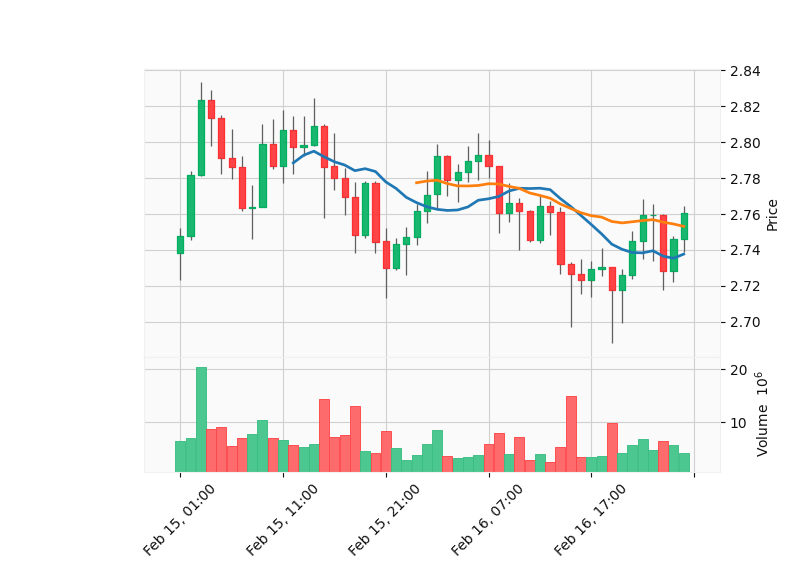 2.84
2.82
2.80
2.78
2.76
2.74
2.72
2.70
Price
20
10
Volume 10^6
Feb 15, 01:00
Feb 15, 11:00
Feb 15, 21:00
Feb 16, 07:00
Feb 16, 17:00